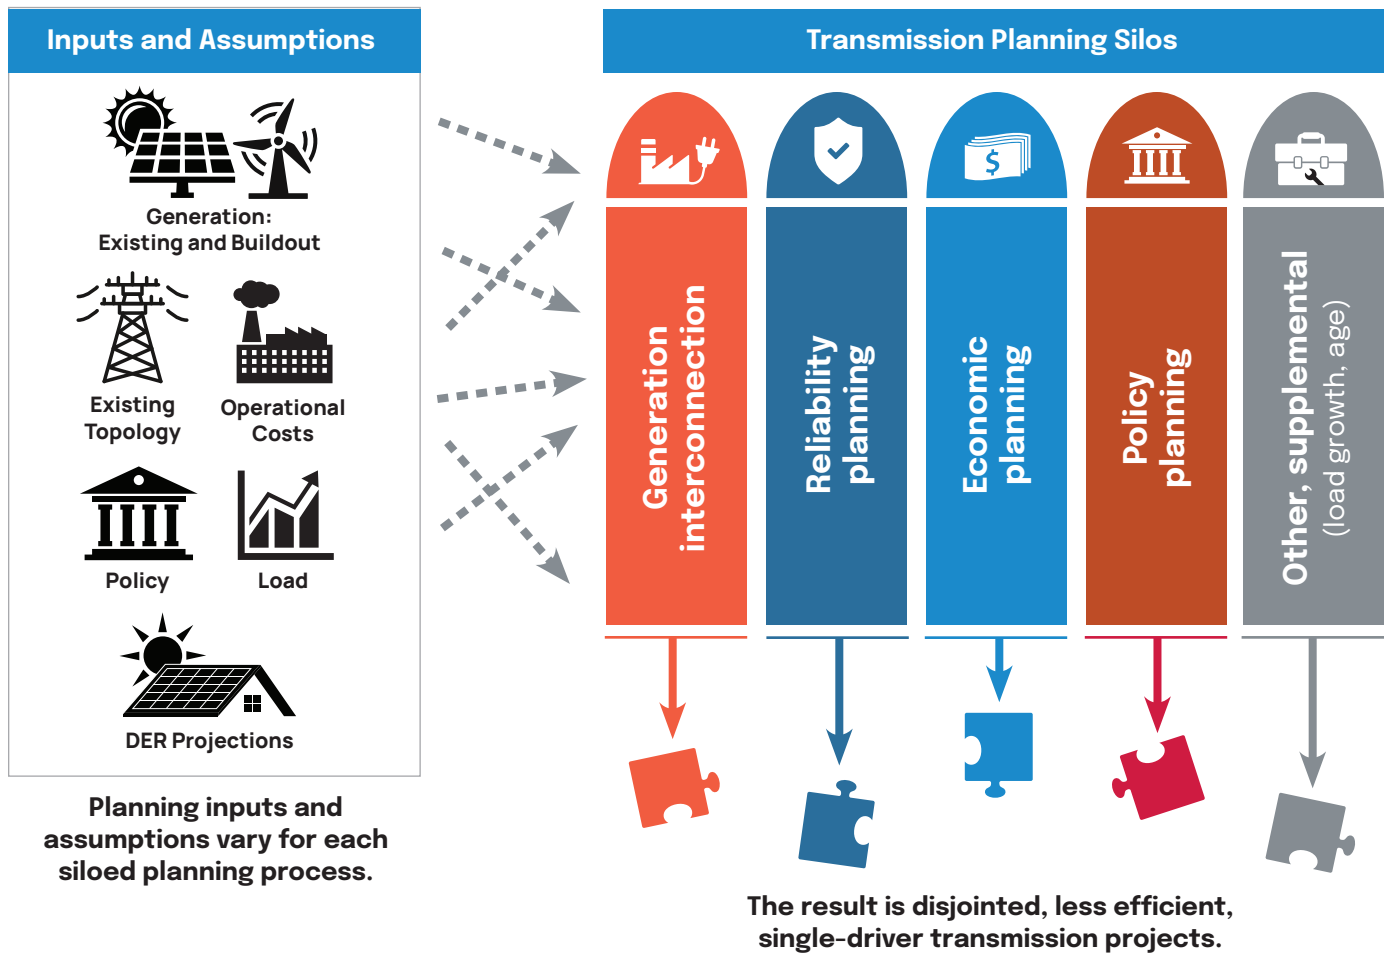 Inputs and Assumptions
Generation:
Existing and Buildout
Existing
Topology
Operational
Costs
Policy
Load
DER Projections
Planning inputs and
assumptions vary for each
siloed planning process.
Transmission Planning Silos
$
Generation
interconnection
Reliability
planning
Economic
planning
Policy
planning
Other, supplemental
(load growth, age)
The result is disjointed, less efficient,
single-driver transmission projects.